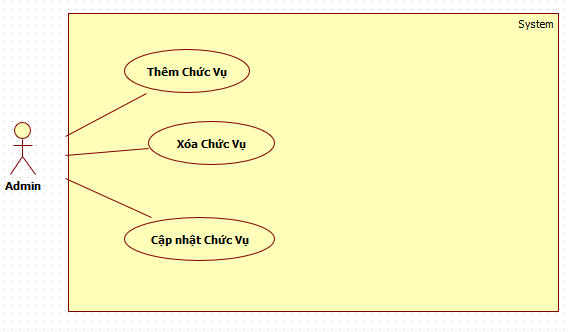 System
Thêm Chức Vụ
Xóa Chức Vụ
Admin
Cập nhật Chức Vụ